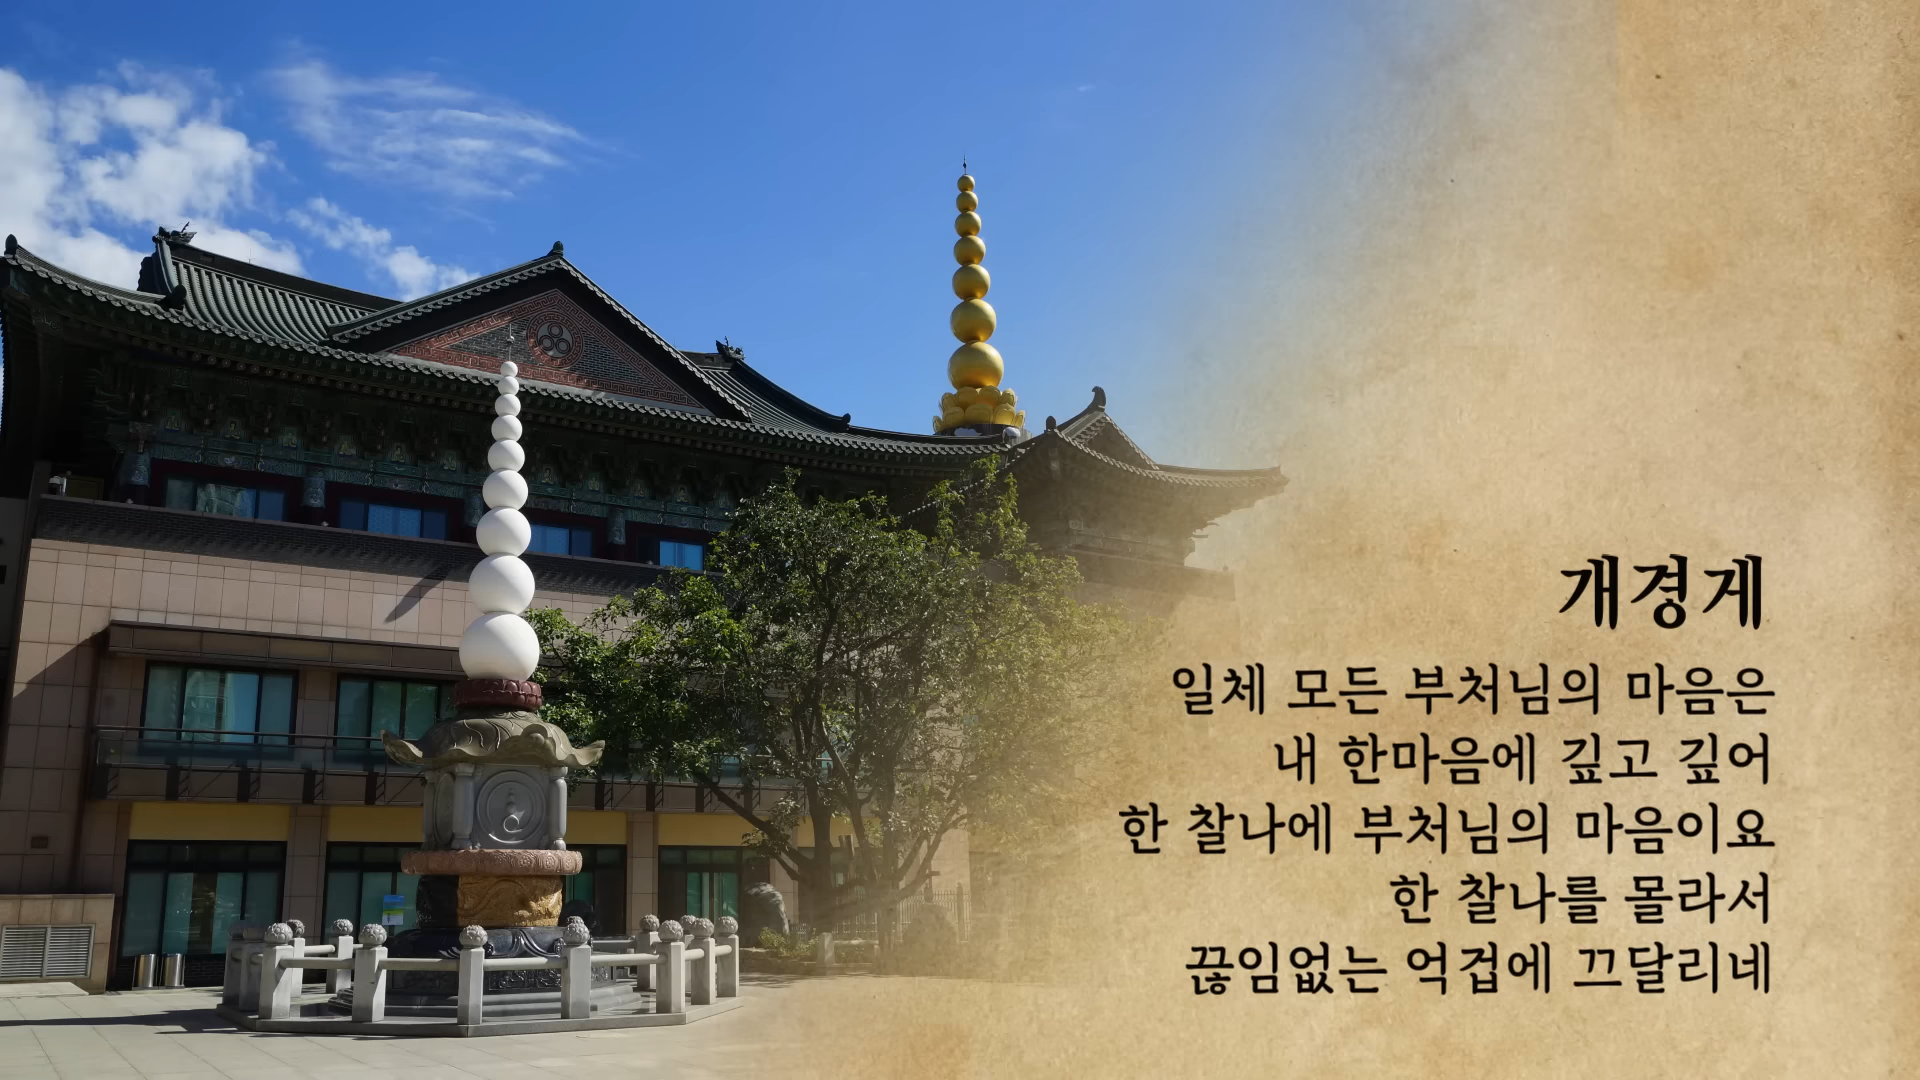 개경게
일체 모든 부처님의 마음은
내 한마음에 깊고 깊어
한 찰나에 부처님의 마음이요
한 찰나를 몰라서
끊임없는 억겁에 끄달리네